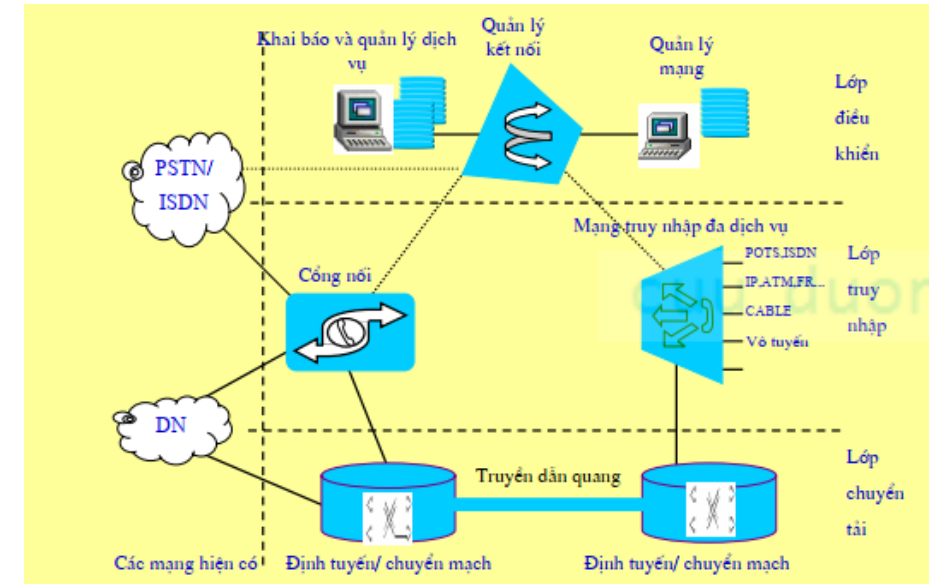 Khai báo và quản lý dịch
vụ
Quản lý
kết nối
Quản lý
mạng
Lớp
điều
khiển
PSTN/
ISDN
Mạng truy nhập đa dịch vụ
Cổng nối
POTS,ISDN
IP,ATM,FR...
CABLE
Vô tuyến
Lớp
truy
nhập
cuu duon
DN
Truyền dẫn quang
Lớp
chuyển
tải
Các mạng hiện có
Định tuyến/ chuyển mạch
Định tuyến/ chuyển mạch